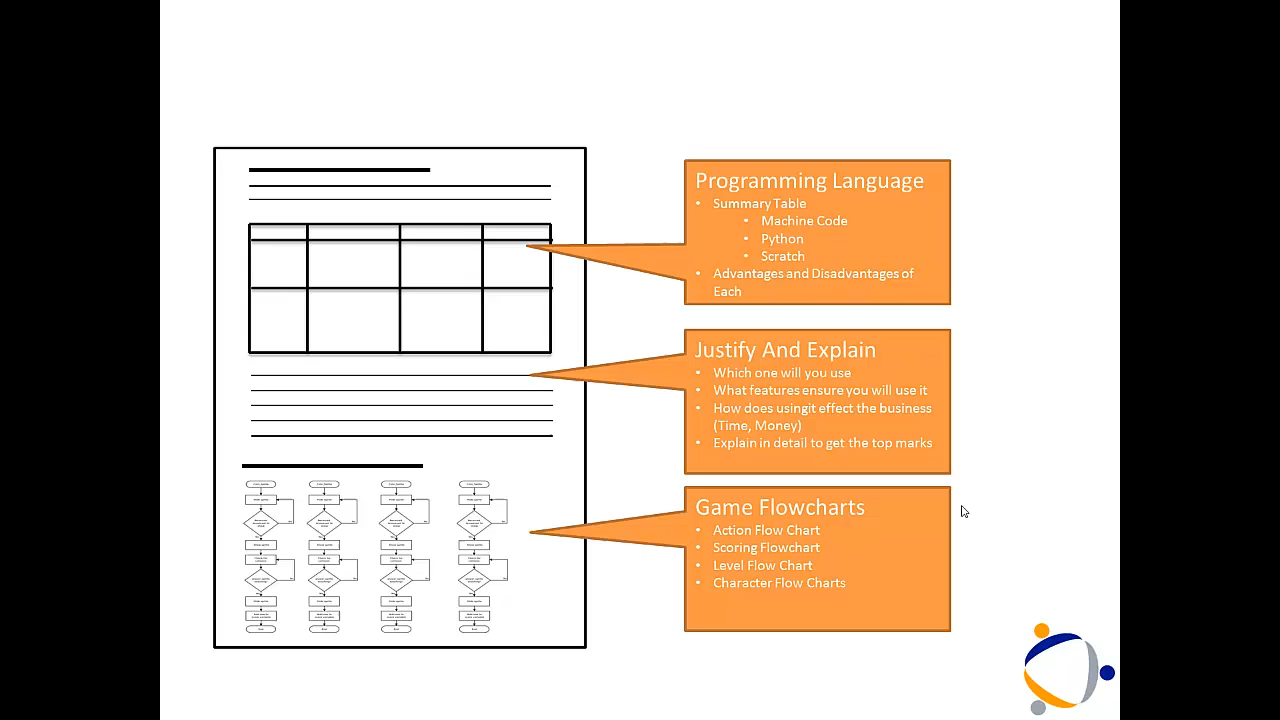 Programming Language
• Summary Table
• Machine Code
• Python
• Scratch
• Advantages and Disadvantages of
Each
Justify And Explain
• Which one will you use
• What features ensure you will use it
• How does usingit effect the business
(Time, Money)
• Explain in detail to get the top marks
Game Flowcharts
• Action Flow Chart
• Scoring Flowchart
• Level Flow Chart
• Character Flow Charts